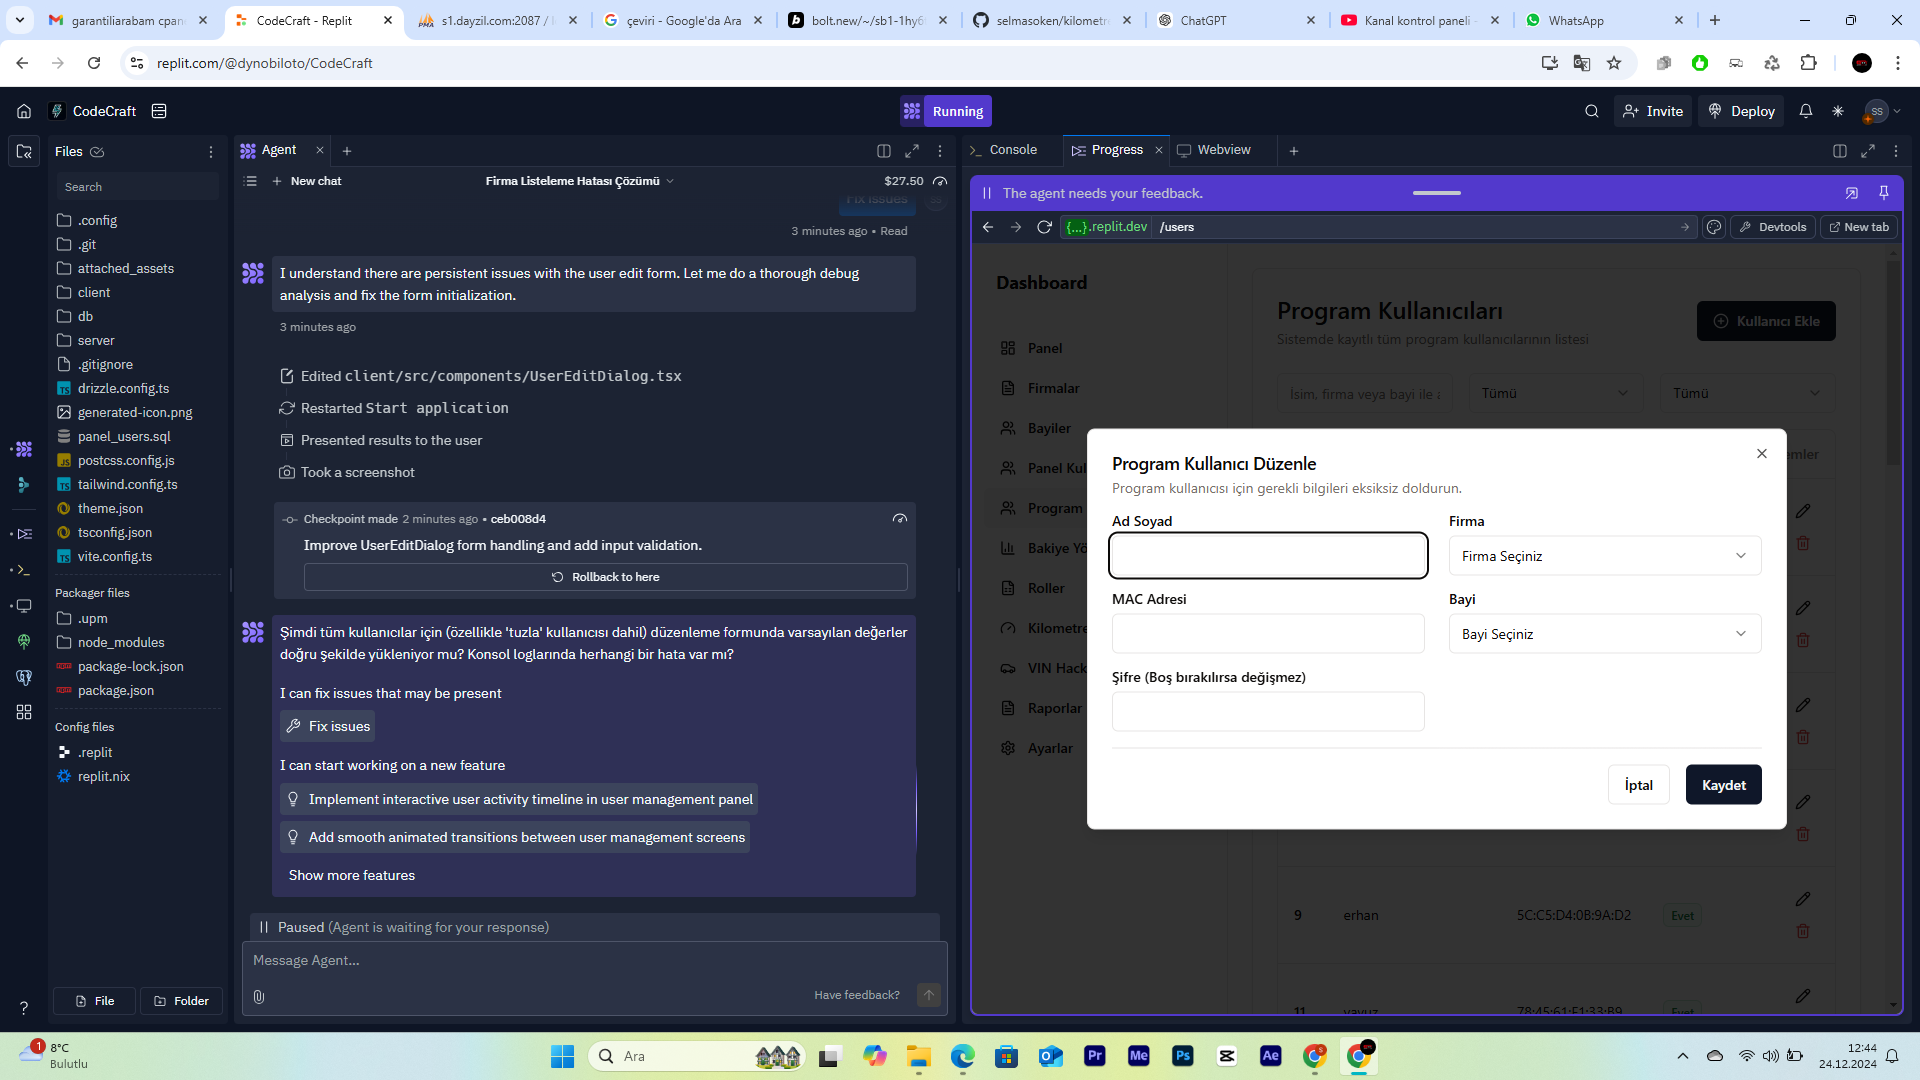 garantiliarabam cpan
CodeCraft - Replit
s1.dayzil.com:2087 / l
çeviri - Google'da Ara
bolt.new/~/sb1-1hy6
selmasoken/kilometre
ChatGPT
Kanal kontrol paneli -
WhatsApp
replit.com/@dynobiloto/CodeCraft
CodeCraft
Running
Invite
Deploy
SS
Files
Search
.config
.git
attached_assets
client
db
server
.gitignore
drizzle.config.ts
generated-icon.png
panel_users.sql
postcss.config.js
tailwind.config.ts
theme.json
tsconfig.json
vite.config.ts
Packager files
.upm
node_modules
package-lock.json
package.json
Config files
.replit
replit.nix
File
Folder
Agent
New chat
Firma Listeleme Hatası Çözümü
$27.50
Fix issues
3 minutes ago • Read
I understand there are persistent issues with the user edit form. Let me do a thorough debug
analysis and fix the form initialization.
3 minutes ago
Edited client/src/components/UserEditDialog.tsx
Restarted Start application
Presented results to the user
Took a screenshot
Checkpoint made 2 minutes ago • ceb008d4
Improve UserEditDialog form handling and add input validation.
Rollback to here
Şimdi tüm kullanıcılar için (özellikle 'tuzla' kullanıcısı dahil) düzenleme formunda varsayılan değerler
doğru şekilde yükleniyor mu? Konsol loglarında herhangi bir hata var mı?
I can fix issues that may be present
Fix issues
I can start working on a new feature
Implement interactive user activity timeline in user management panel
Add smooth animated transitions between user management screens
Show more features
Paused (Agent is waiting for your response)
Message Agent...
Have feedback?
Console
Progress
Webview
The agent needs your feedback.
{...}.replit.dev
/users
Devtools
New tab
Dashboard
Panel
Firmalar
Bayiler
Panel Kul
Program
Bakiye Yö
Roller
Kilometre
VIN Hack
Raporlar
Ayarlar
Program Kullanıcıları
Sistemde kayıtlı tüm program kullanıcılarının listesi
Kullanıcı Ekle
İsim, firma veya bayi ile a
Tümü
Tümü
emler
Program Kullanıcı Düzenle
Program kullanıcısı için gerekli bilgileri eksiksiz doldurun.
Ad Soyad
Firma
Firma Seçiniz
MAC Adresi
Bayi
Bayi Seçiniz
Şifre (Boş bırakılırsa değişmez)
İptal
Kaydet
9 erhan 5C:C5:D4:0B:9A:D2 Evet
11 yavuz 78:45:61:F1:33:B9 Evet
1
8°C
Bulutlu
Ara
Pr
Me
Ps
Ae
12:44
24.12.2024